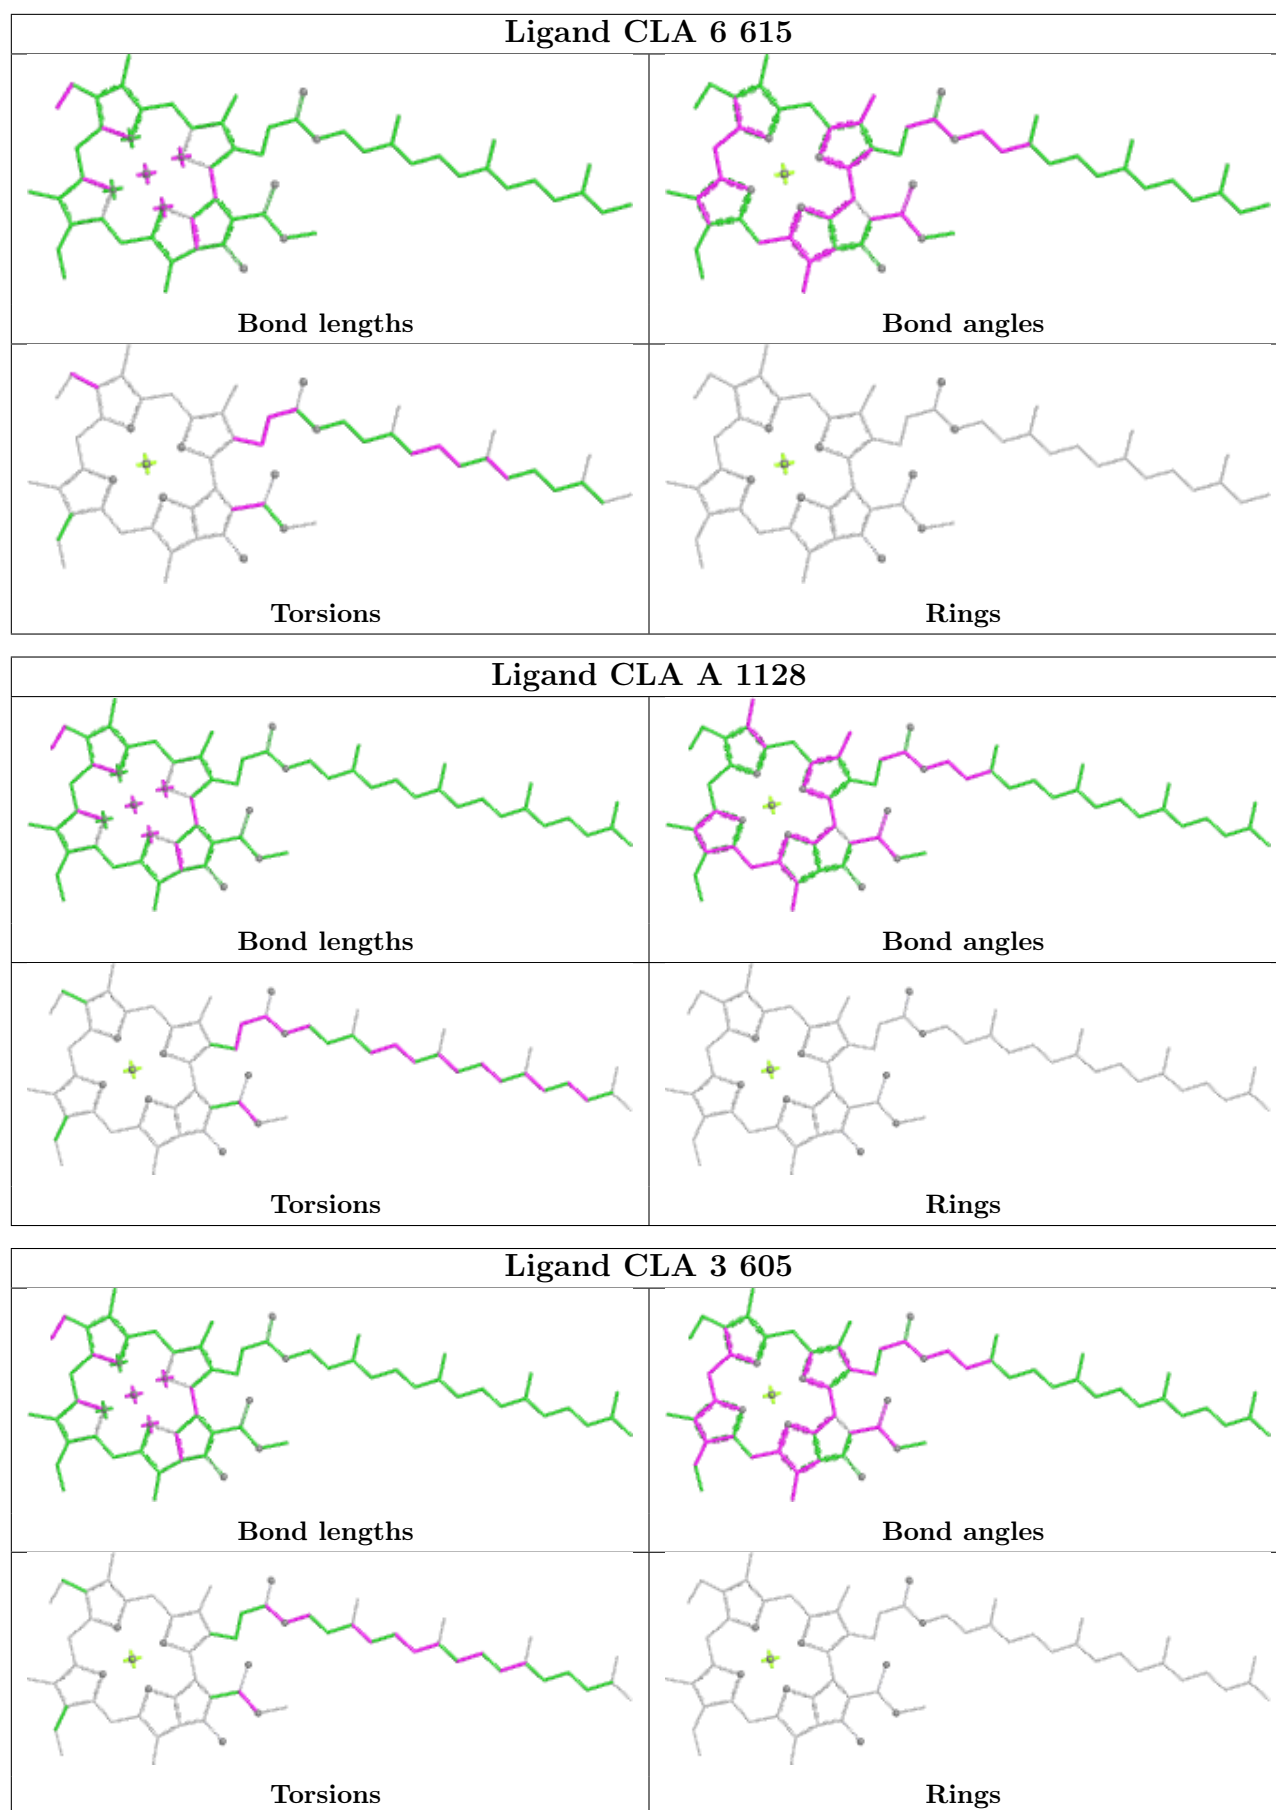 Ligand CLA 6 615
Bond lengths
Bond angles
Torsions
Rings
Ligand CLA A 1128
Bond lengths
Bond angles
Torsions
Rings
Ligand CLA 3 605
Bond lengths
Bond angles
Torsions
Rings